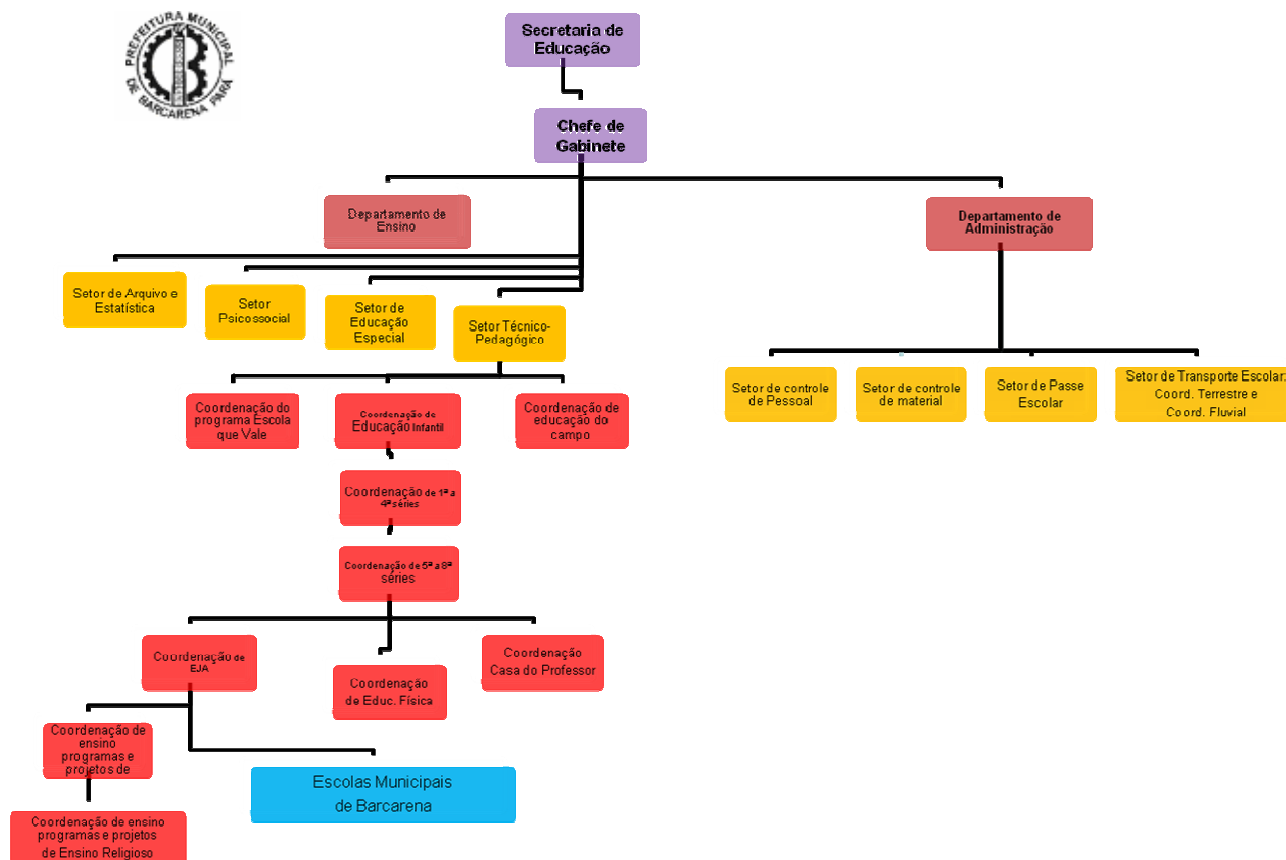 PREFEITURA MUNICIPAL
DE BARCARENA PARÁ
Secretaria de
Educação
Chefe de
Gabinete
Departamento de
Ensino
Departamento de
Administração
Setor de Arquivo e
Estatística
Setor
Psicossocial
Setor de
Educação
Especial
Setor Técnico-
Pedagógico
Setor de controle
de Pessoal
Setor de controle
de material
Setor de Passe
Escolar
Setor de Transporte Escolar:
Coord. Terrestre e
Coord. Fluvial
Coordenação do
programa Escola
que Vale
Coordenação de
Educação Infantil
Coordenação de
educação do
campo
Coordenação de 1ª a
4ª séries
Coordenação de 5ª a 8ª
séries
Coordenação de
EJA
Coordenação
de Educ. Física
Coordenação
Casa do Professor
Coordenação de
ensino
programas e
projetos de
Escolas Municipais
de Barcarena
Coordenação de ensino
programas e projetos
de Ensino Religioso